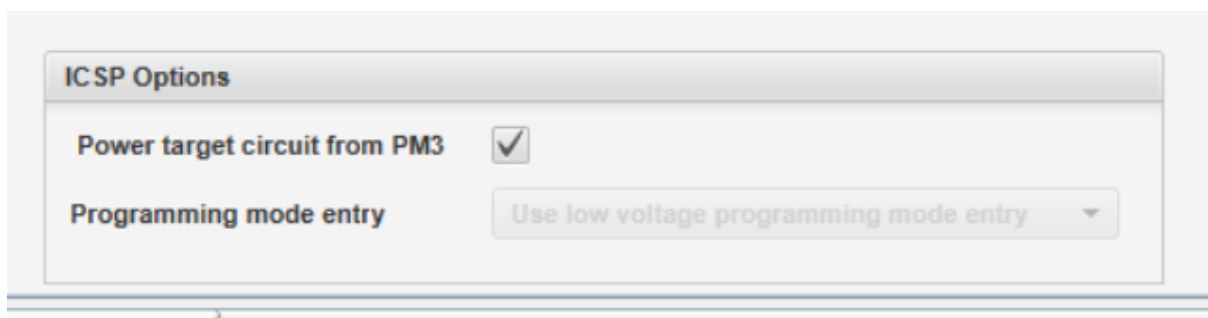 ICSP Options
Power target circuit from PM3
Programming mode entry
Use low voltage programming mode entry